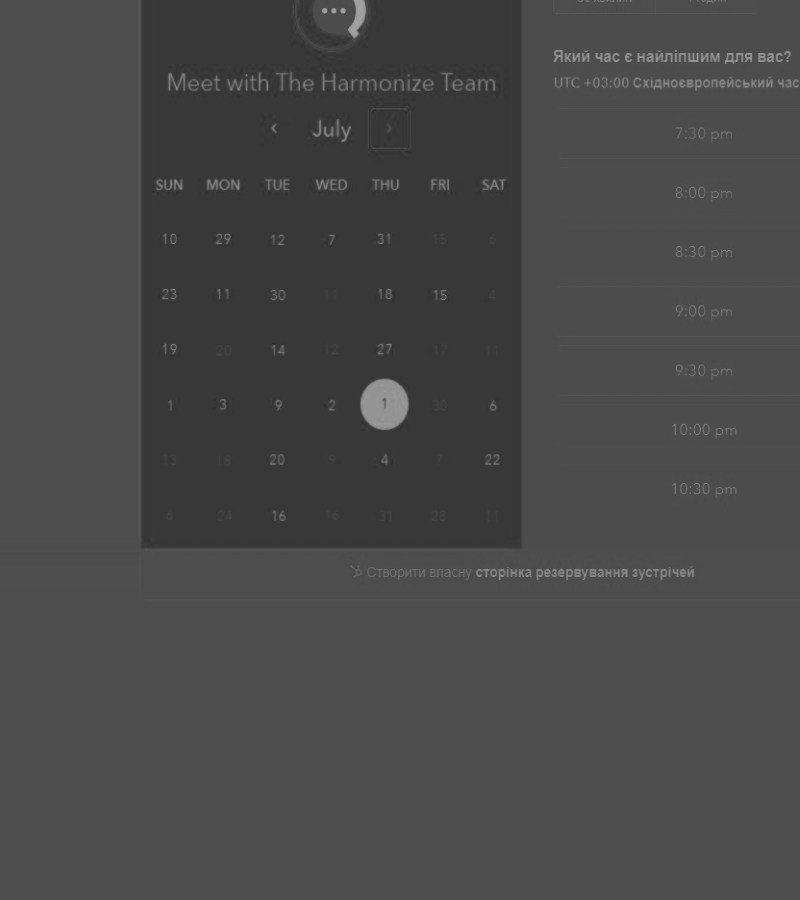 Meet with The Harmonize Team
‹ July ›
SUN MON TUE WED THU FRI SAT
10 29 12 7 31 15 6
23 11 30 11 18 15 4
19 20 14 12 27 17 11
1 3 9 2 1 30 6
13 18 20 9 4 7 22
6 24 16 18 31 28 11
Який час є найліпшим для вас?
UTC +03:00 Східноєвропейський час
7:30 pm
8:00 pm
8:30 pm
9:00 pm
9:30 pm
10:00 pm
10:30 pm
Створити власну сторінка резервування зустрічей